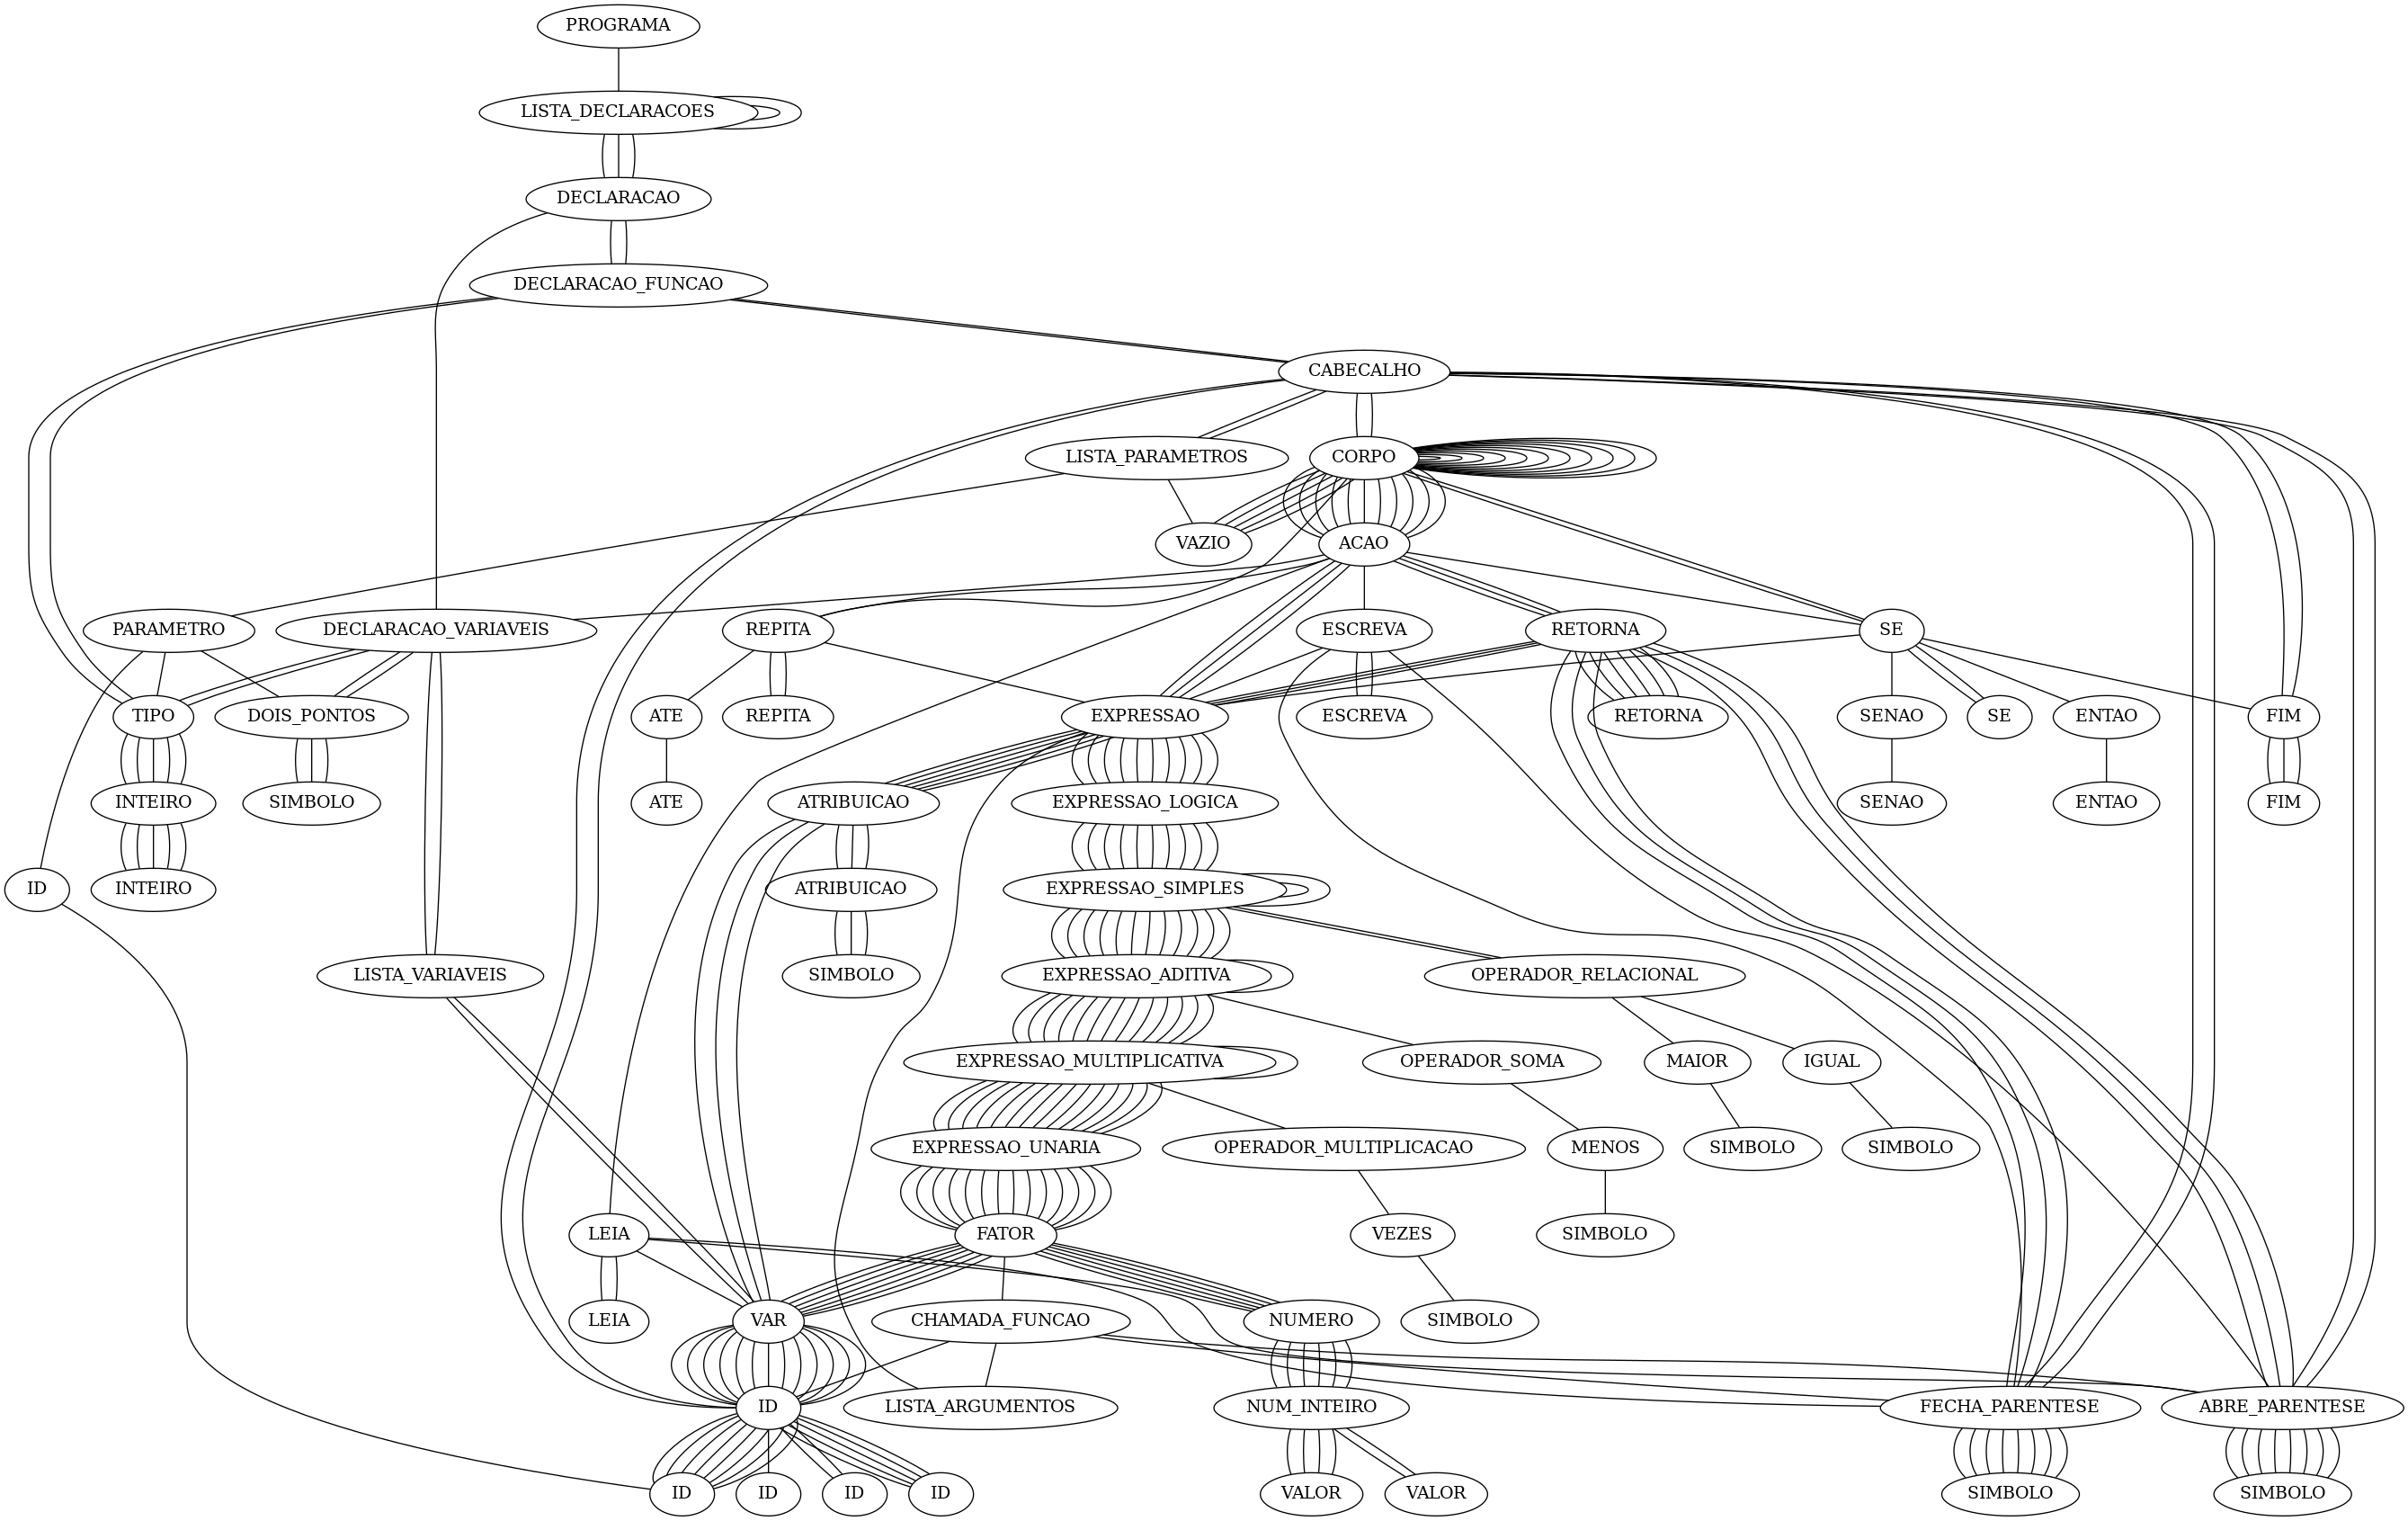 PROGRAMA
LISTA_DECLARACOES
DECLARACAO
DECLARACAO_FUNCAO
CABECALHO
LISTA_PARAMETROS
CORPO
VAZIO
ACAO
PARAMETRO
DECLARACAO_VARIAVEIS
REPITA
ESCREVA
RETORNA
SE
TIPO
DOIS_PONTOS
ATE
REPITA
EXPRESSAO
ESCREVA
RETORNA
SENAO
SE
ENTAO
FIM
INTEIRO
SIMBOLO
ATE
ATRIBUICAO
EXPRESSAO_LOGICA
SENAO
ENTAO
FIM
ID
INTEIRO
ATRIBUICAO
EXPRESSAO_SIMPLES
LISTA_VARIAVEIS
SIMBOLO
EXPRESSAO_ADITIVA
OPERADOR_RELACIONAL
EXPRESSAO_MULTIPLICATIVA
OPERADOR_SOMA
MAIOR
IGUAL
EXPRESSAO_UNARIA
OPERADOR_MULTIPLICACAO
MENOS
SIMBOLO
SIMBOLO
LEIA
FATOR
VEZES
SIMBOLO
LEIA
VAR
CHAMADA_FUNCAO
NUMERO
SIMBOLO
ID
LISTA_ARGUMENTOS
NUM_INTEIRO
FECHA_PARENTESE
ABRE_PARENTESE
ID
ID
ID
ID
VALOR
VALOR
SIMBOLO
SIMBOLO